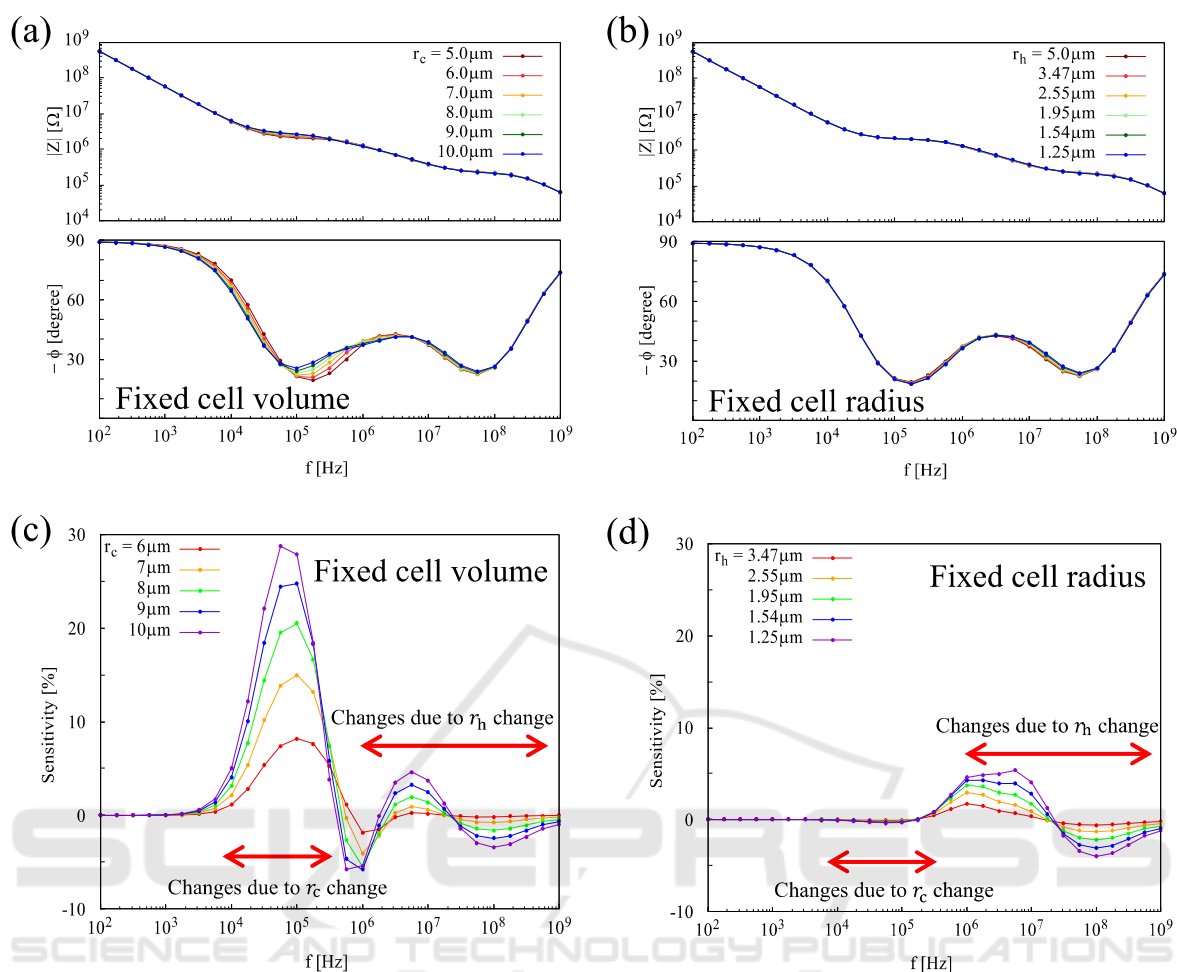 (a)
10⁹
10⁸
10⁷
10⁶
10⁵
10⁴
|Z| [Ω]
r_c = 5.0µm
6.0µm
7.0µm
8.0µm
9.0µm
10.0µm
90
60
30
− ϕ [degree]
Fixed cell volume
10² 10³ 10⁴ 10⁵ 10⁶ 10⁷ 10⁸ 10⁹
f [Hz]
(b)
10⁹
10⁸
10⁷
10⁶
10⁵
10⁴
|Z| [Ω]
r_h = 5.0µm
3.47µm
2.55µm
1.95µm
1.54µm
1.25µm
90
60
30
− ϕ [degree]
Fixed cell radius
10² 10³ 10⁴ 10⁵ 10⁶ 10⁷ 10⁸ 10⁹
f [Hz]
(c)
30
20
10
0
-10
Sensitivity [%]
r_c = 6µm
7µm
8µm
9µm
10µm
Fixed cell volume
Changes due to r_h change
Changes due to r_c change
10² 10³ 10⁴ 10⁵ 10⁶ 10⁷ 10⁸ 10⁹
f [Hz]
(d)
30
20
10
0
-10
Sensitivity [%]
r_h = 3.47µm
2.55µm
1.95µm
1.54µm
1.25µm
Fixed cell radius
Changes due to r_h change
Changes due to r_c change
10² 10³ 10⁴ 10⁵ 10⁶ 10⁷ 10⁸ 10⁹
f [Hz]
SCITEPRESS
SCIENCE AND TECHNOLOGY PUBLICATIONS